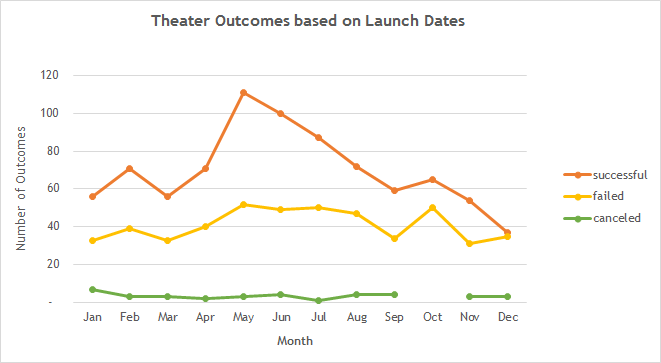 Theater Outcomes based on Launch Dates
Number of Outcomes
120
100
80
60
40
20
-
Jan Feb Mar Apr May Jun Jul Aug Sep Oct Nov Dec
Month
successful
failed
canceled